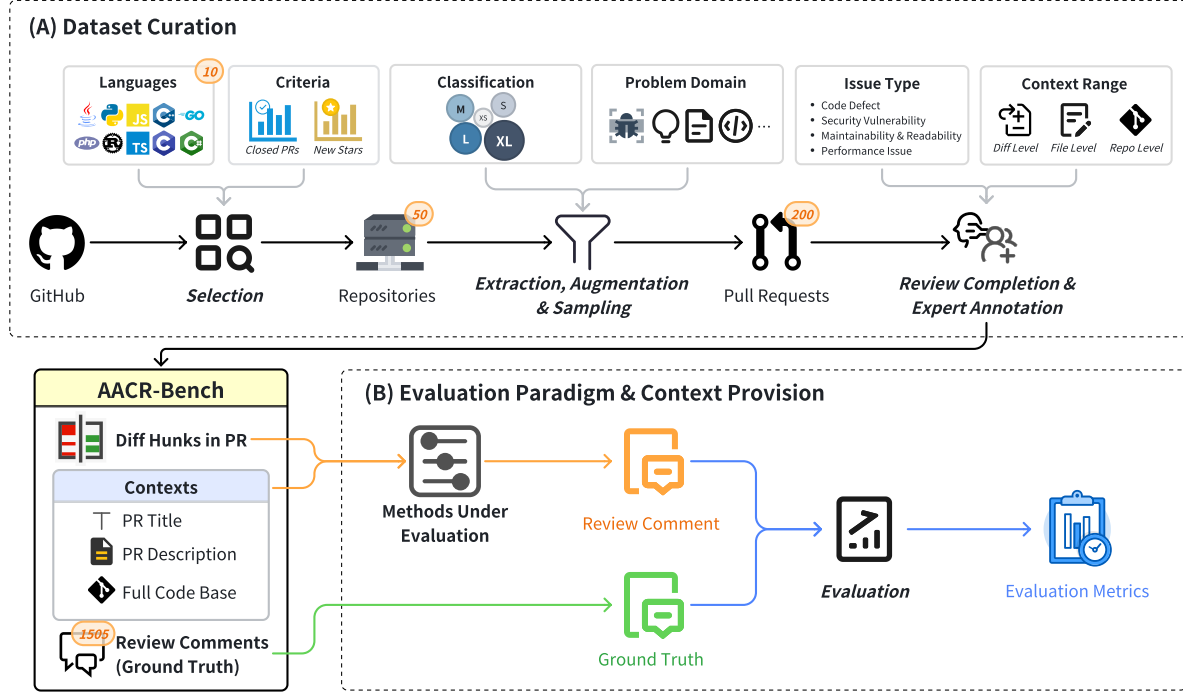 (A) Dataset Curation
Languages
10
JS
C++
GO
php
TS
C
C#
Criteria
Closed PRs
New Stars
Classification
M
S
XS
L
XL
Problem Domain
...
Issue Type
• Code Defect
• Security Vulnerability
• Maintainability & Readability
• Performance Issue
Context Range
Diff Level
File Level
Repo Level
GitHub
Selection
50
Repositories
Extraction, Augmentation
& Sampling
200
Pull Requests
Review Completion &
Expert Annotation
AACR-Bench
Diff Hunks in PR
Contexts
PR Title
PR Description
Full Code Base
1505
Review Comments
(Ground Truth)
(B) Evaluation Paradigm & Context Provision
Methods Under
Evaluation
Review Comment
Ground Truth
Evaluation
Evaluation Metrics